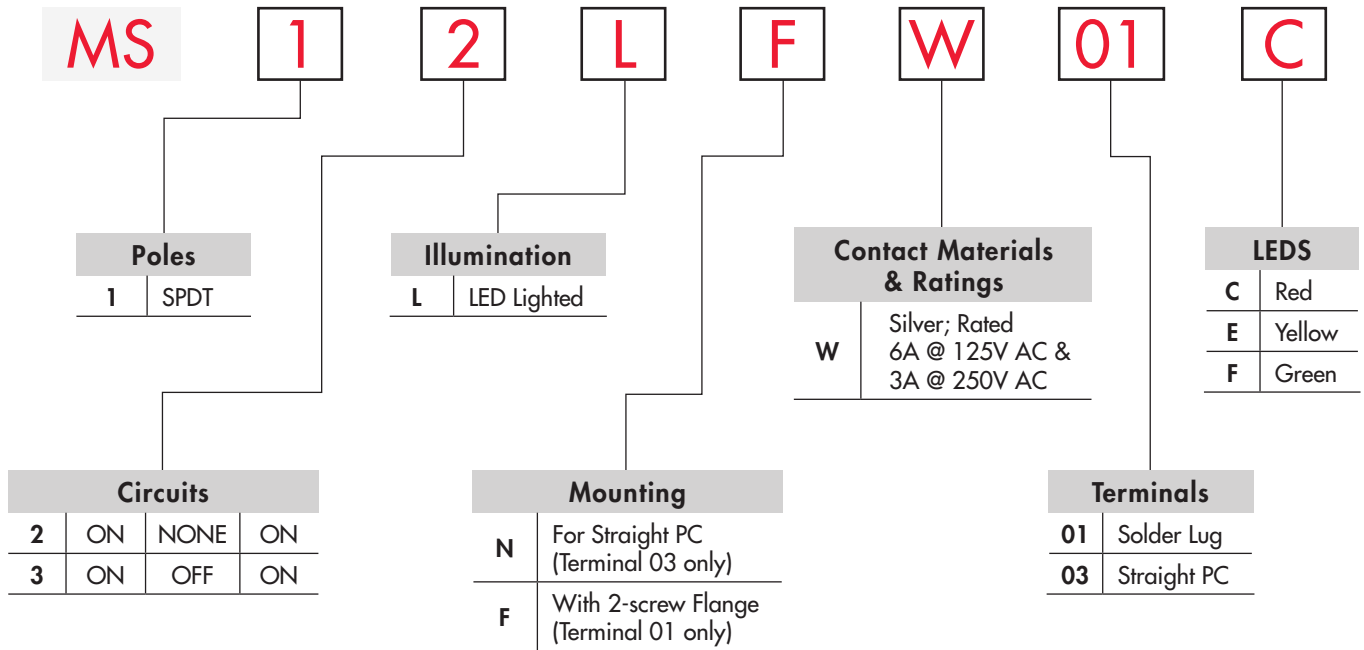 MS 1 2 L F W 01 C
Poles
1 SPDT
Illumination
L LED Lighted
Contact Materials
& Ratings
W Silver; Rated
6A @ 125V AC &
3A @ 250V AC
LEDS
C Red
E Yellow
F Green
Circuits
2 ON NONE ON
3 ON OFF ON
Mounting
N For Straight PC
(Terminal 03 only)
F With 2-screw Flange
(Terminal 01 only)
Terminals
01 Solder Lug
03 Straight PC